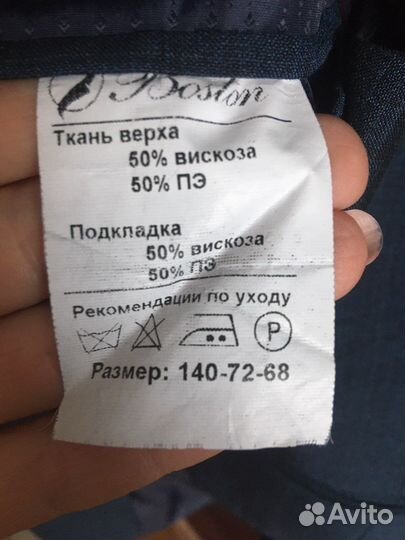 Boston
Ткань верха
50% вискоза
50% ПЭ
Подкладка
50% вискоза
50% ПЭ
Рекомендации по уходу
P
Размер: 140-72-68
Avito